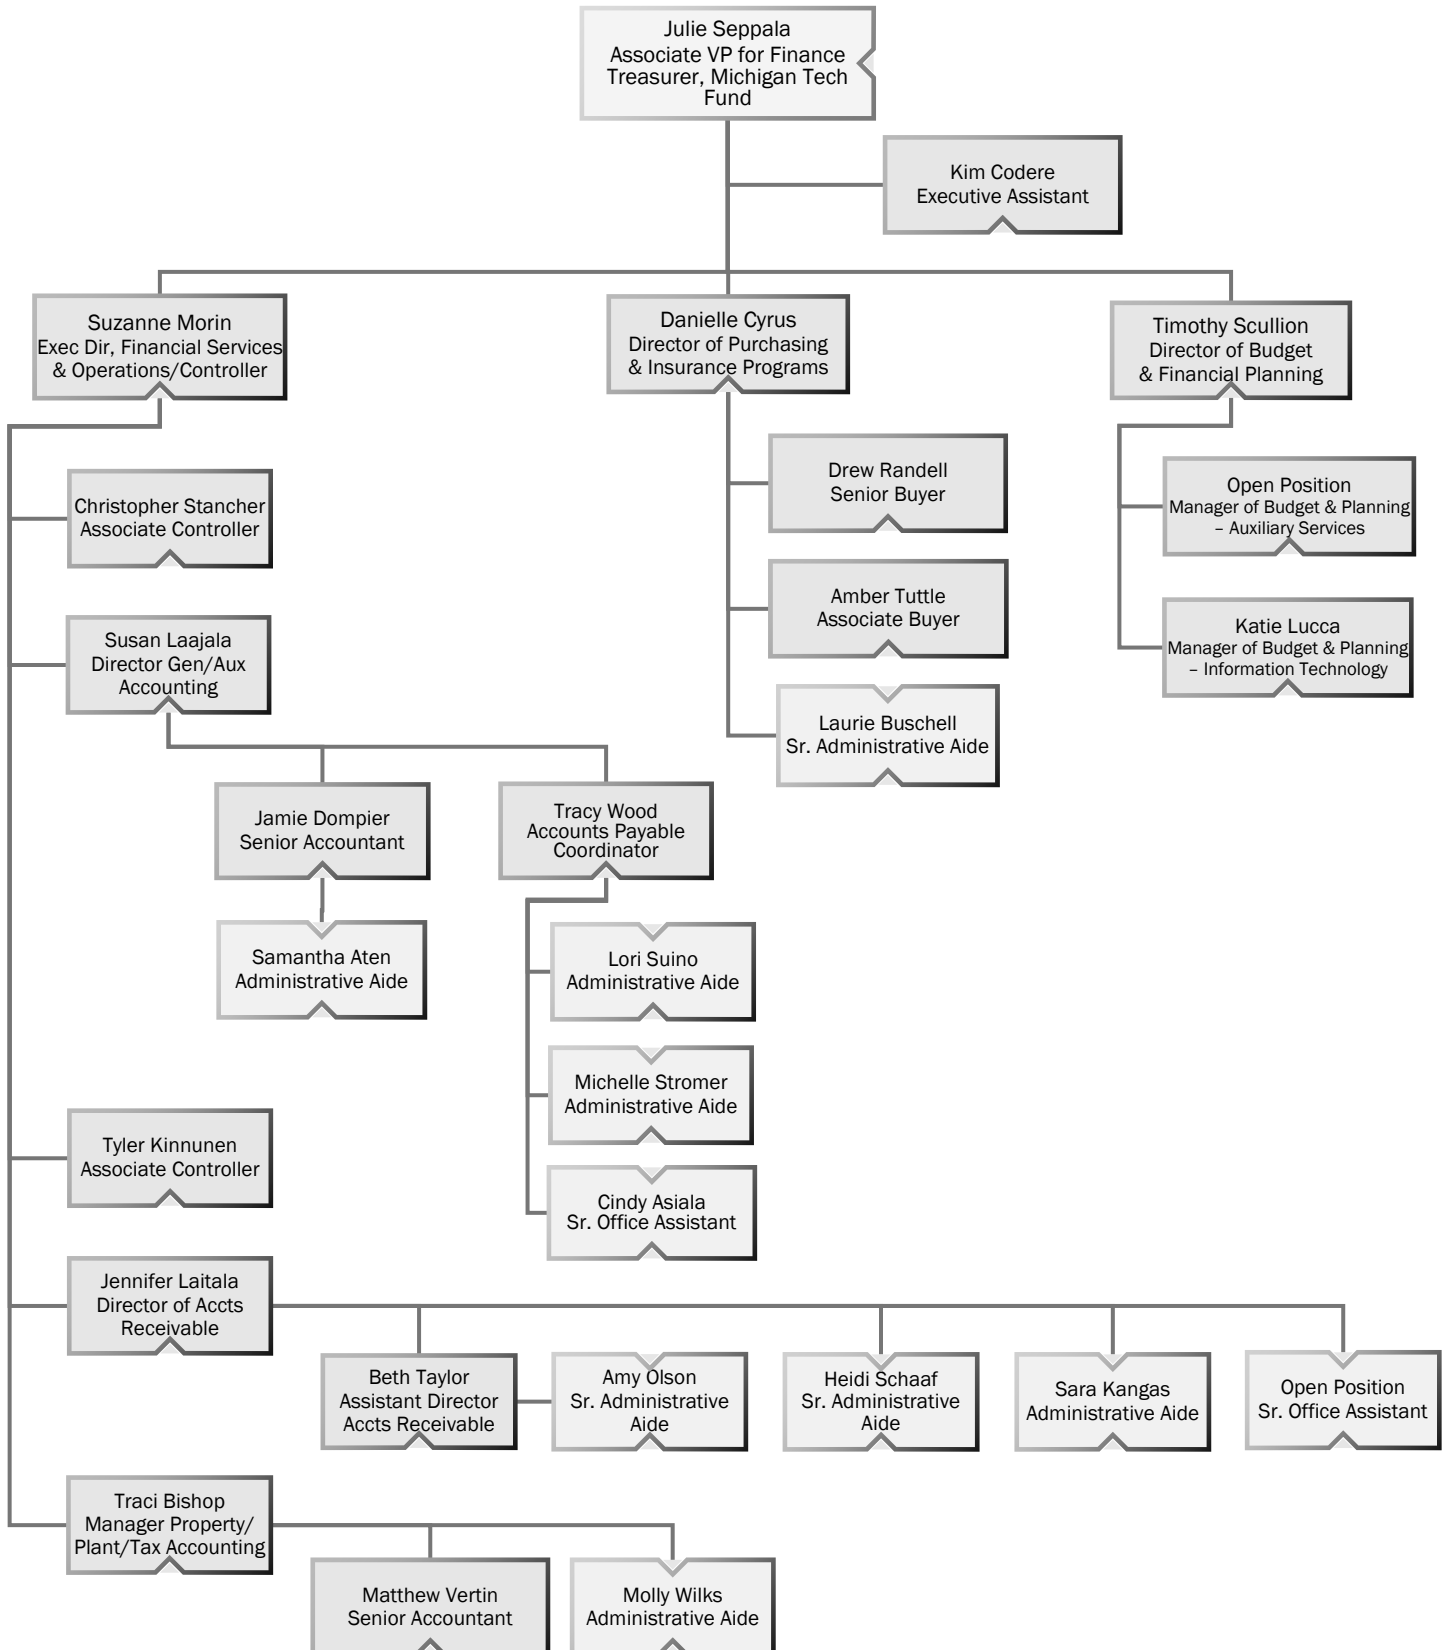 Julie Seppala
Associate VP for Finance
Treasurer, Michigan Tech
Fund
Kim Codere
Executive Assistant
Suzanne Morin
Exec Dir, Financial Services
& Operations/Controller
Danielle Cyrus
Director of Purchasing
& Insurance Programs
Timothy Scullion
Director of Budget
& Financial Planning
Drew Randell
Senior Buyer
Open Position
Manager of Budget & Planning
– Auxiliary Services
Christopher Stancher
Associate Controller
Amber Tuttle
Associate Buyer
Katie Lucca
Manager of Budget & Planning
– Information Technology
Susan Laajala
Director Gen/Aux
Accounting
Laurie Buschell
Sr. Administrative Aide
Jamie Dompier
Senior Accountant
Tracy Wood
Accounts Payable
Coordinator
Samantha Aten
Administrative Aide
Lori Suino
Administrative Aide
Michelle Stromer
Administrative Aide
Tyler Kinnunen
Associate Controller
Cindy Asiala
Sr. Office Assistant
Jennifer Laitala
Director of Accts
Receivable
Beth Taylor
Assistant Director
Accts Receivable
Amy Olson
Sr. Administrative
Aide
Heidi Schaaf
Sr. Administrative
Aide
Sara Kangas
Administrative Aide
Open Position
Sr. Office Assistant
Traci Bishop
Manager Property/
Plant/Tax Accounting
Matthew Vertin
Senior Accountant
Molly Wilks
Administrative Aide